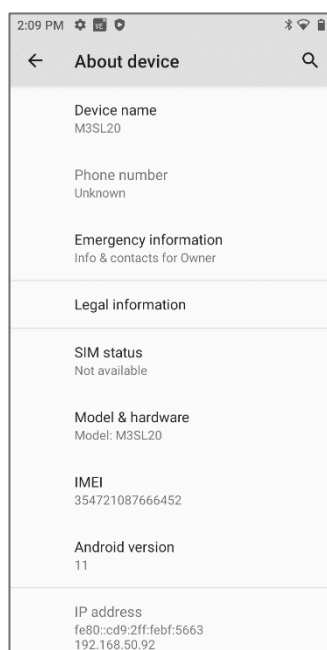 2:09 PM
About device
Device name
M3SL20
Phone number
Unknown
Emergency information
Info & contacts for Owner
Legal information
SIM status
Not available
Model & hardware
Model: M3SL20
IMEI
354721087666452
Android version
11
IP address
fe80::cd9:2ff:febf:5663
192.168.50.92